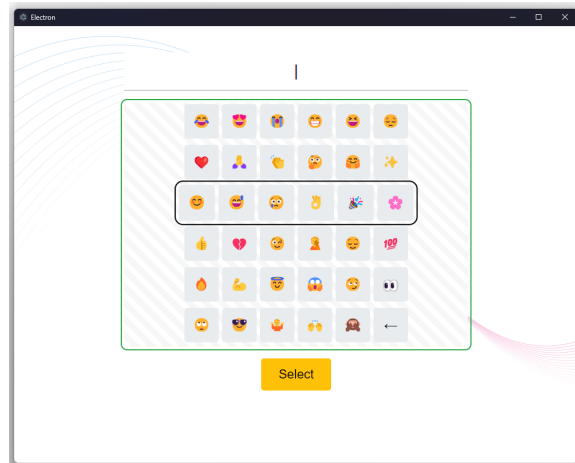 Electron
😂 😍 😭 😁 😆 😔
❤️ 🙏 👏 🤔 🤗 ✨
😊 😅 😢 👌 🎉 🌸
👍 💔 😉 🤦 😌 💯
🔥 💪 😇 😱 😏 👀
🙄 😎 🤷 🙌 🙈 ←
Select